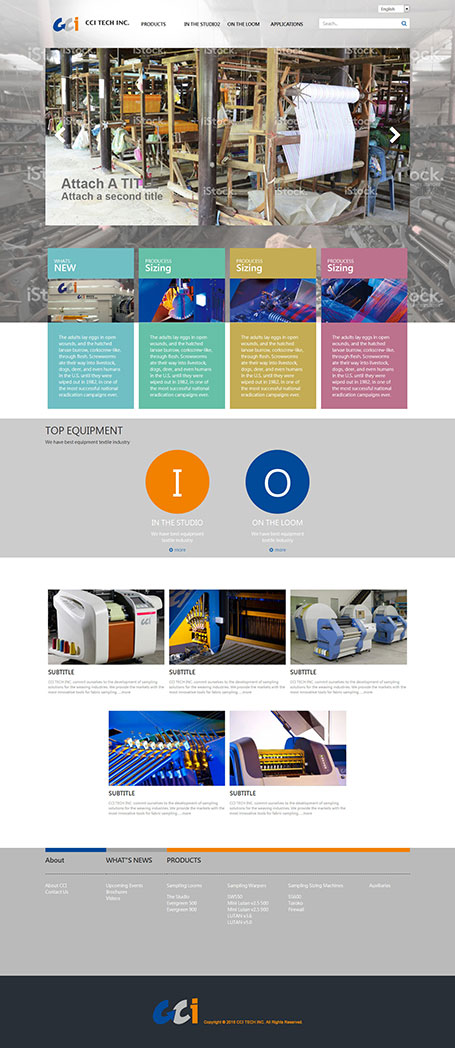 English
CCi CCI TECH INC. PRODUCTS IN THE STUDIO2 ON THE LOOM APPLICATIONS Search..
iStock.
Attach A TIT
Attach a second title
WHATS
NEW
PRODUCESS
Sizing
PRODUCESS
Sizing
PRODUCESS
Sizing
The adults lay eggs in open
wounds, and the hatched
larvae burrow, corkscrew-like,
through flesh. Screwworms
are their way into livestock,
dogs, deer, and even humans
in the U.S. until they were
wiped out in 1982, in one of
the most successful national
eradication campaigns ever.
The adults lay eggs in open
wounds, and the hatched
larvae burrow, corkscrew-like,
through flesh. Screwworms
are their way into livestock,
dogs, deer, and even humans
in the U.S. until they were
wiped out in 1982, in one of
the most successful national
eradication campaigns ever.
The adults lay eggs in open
wounds, and the hatched
larvae burrow, corkscrew-like,
through flesh. Screwworms
are their way into livestock,
dogs, deer, and even humans
in the U.S. until they were
wiped out in 1982, in one of
the most successful national
eradication campaigns ever.
The adults lay eggs in open
wounds, and the hatched
larvae burrow, corkscrew-like,
through flesh. Screwworms
are their way into livestock,
dogs, deer, and even humans
in the U.S. until they were
wiped out in 1982, in one of
the most successful national
eradication campaigns ever.
TOP EQUIPMENT
We have best equipment textile industry
I
O
IN THE STUDIO
We have best equipment
textile industry
more
ON THE LOOM
We have best equipment
textile industry
more
SUBTITLE
CCI TECH INC. commit ourselves to the development of sampling
solutions for the weaving industries. We provide the markets with the
most innovative tools for fabric sampling. ...more
SUBTITLE
CCI TECH INC. commit ourselves to the development of sampling
solutions for the weaving industries. We provide the markets with the
most innovative tools for fabric sampling. ...more
SUBTITLE
CCI TECH INC. commit ourselves to the development of sampling
solutions for the weaving industries. We provide the markets with the
most innovative tools for fabric sampling. ...more
SUBTITLE
CCI TECH INC. commit ourselves to the development of sampling
solutions for the weaving industries. We provide the markets with the
most innovative tools for fabric sampling. ...more
SUBTITLE
CCI TECH INC. commit ourselves to the development of sampling
solutions for the weaving industries. We provide the markets with the
most innovative tools for fabric sampling. ...more
About
About CCI
Contact Us
WHAT"S NEWS
Upcoming Events
Brochures
Videos
PRODUCTS
Sampling Looms
The Studio
Evergreen 500
Evergreen 900
Sampling Warpers
SW550
Mini Lutan v3.5 500
Mini Lutan v2.5 900
LUTAN v3.6
LUTAN v5.0
Sampling Sizing Machines
SS600
Taroko
Firewall
Auxiliaries
CCi Copyright © 2016 CCI TECH INC. All Rights Reserved.